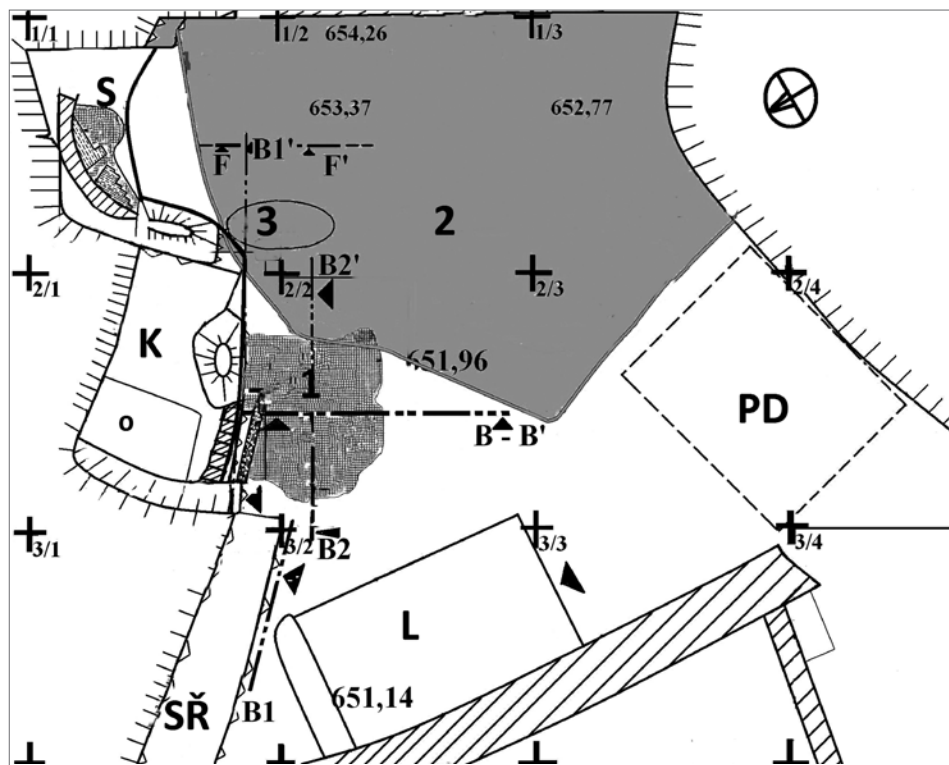 1/1
1/2
654,26
1/3
S
653,37
652,77
F
B1'
F'
3
2
2/1
2/2
B2'
2/3
2/4
K
1
651,96
o
B - B'
PD
3/1
3/2
B2
3/3
3/4
L
SŘ
B1
651,14